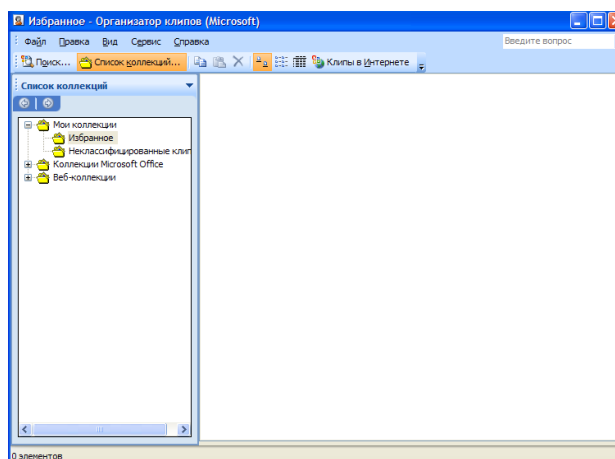 Избранное - Организатор клипов (Microsoft)
Файл Правка Вид Сервис Справка Введите вопрос
Поиск... Список коллекций... Клипы в Интернете
Список коллекций
Мои коллекции
Избранное
Неклассифицированные клип
Коллекции Microsoft Office
Веб-коллекции
0 элементов